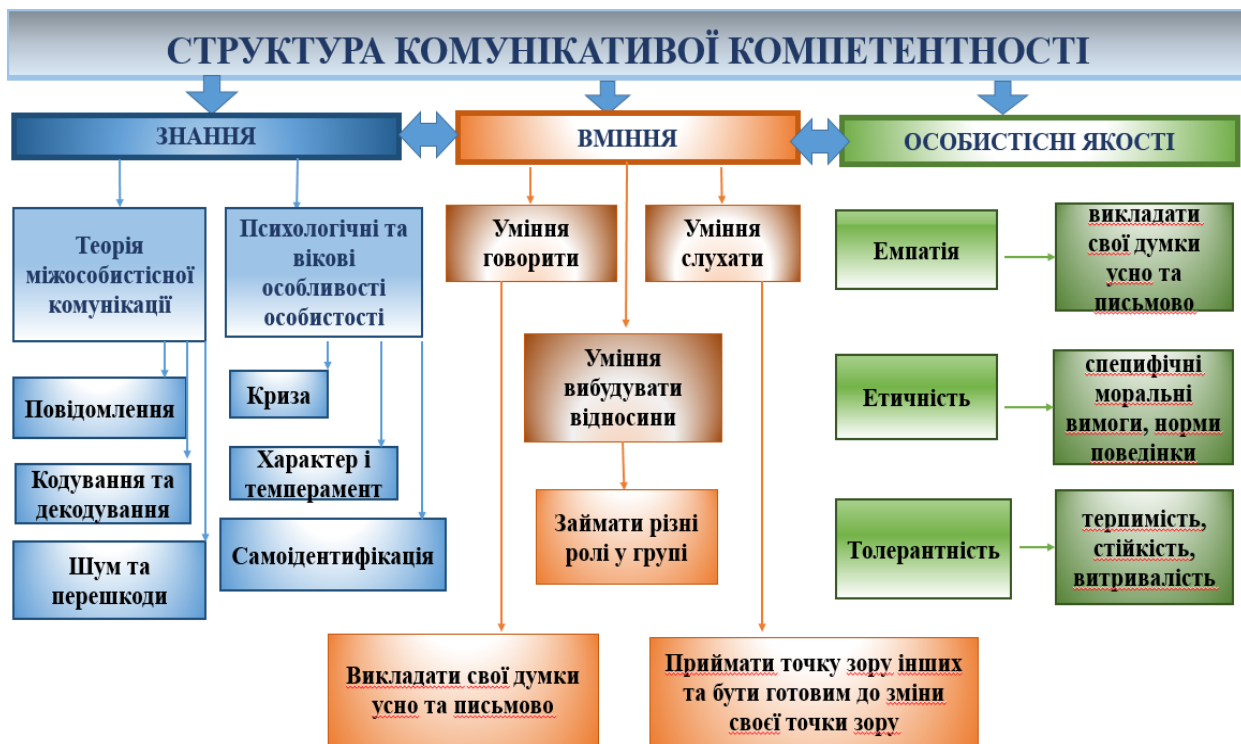 СТРУКТУРА КОМУНІКАТИВОЇ КОМПЕТЕНТНОСТІ
ЗНАННЯ
ВМІННЯ
ОСОБИСТІСНІ ЯКОСТІ
Теорія
міжособистісної
комунікації
Психологічні та
вікові
особливості
особистості
Повідомлення
Кодування та
декодування
Шум та
перешкоди
Криза
Характер і
темперамент
Самоідентифікація
Уміння
говорити
Уміння
слухати
Уміння
вибудувати
відносини
Займати різні
ролі у групі
Викладати свої думки
усно та письмово
Приймати точку зору інших
та бути готовим до зміни
своєї точки зору
Емпатія
викладати
свої думки
усно та
письмово
Етичність
специфічні
моральні
вимоги, норми
поведінки
Толерантність
терпимість,
стійкість,
витривалість